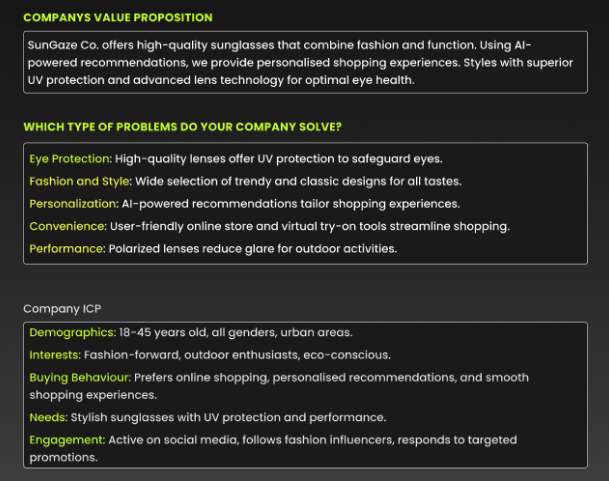 COMPANYS VALUE PROPOSITION
SunGaze Co. offers high-quality sunglasses that combine fashion and function. Using AI-
powered recommendations, we provide personalised shopping experiences. Styles with superior
UV protection and advanced lens technology for optimal eye health.
WHICH TYPE OF PROBLEMS DO YOUR COMPANY SOLVE?
Eye Protection: High-quality lenses offer UV protection to safeguard eyes.
Fashion and Style: Wide selection of trendy and classic designs for all tastes.
Personalization: AI-powered recommendations tailor shopping experiences.
Convenience: User-friendly online store and virtual try-on tools streamline shopping.
Performance: Polarized lenses reduce glare for outdoor activities.
Company ICP
Demographics: 18-45 years old, all genders, urban areas.
Interests: Fashion-forward, outdoor enthusiasts, eco-conscious.
Buying Behaviour: Prefers online shopping, personalised recommendations, and smooth
shopping experiences.
Needs: Stylish sunglasses with UV protection and performance.
Engagement: Active on social media, follows fashion influencers, responds to targeted
promotions.